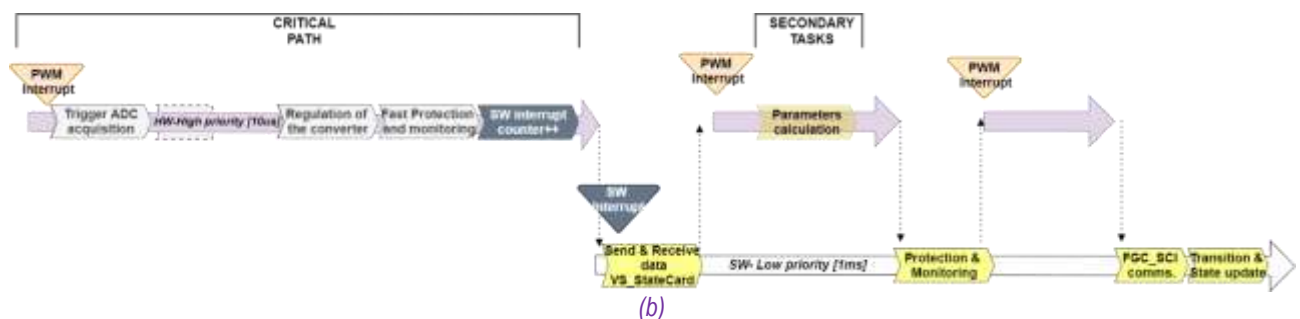 CRITICAL
PATH
SECONDARY
TASKS
PWM
Interrupt
PWM
Interrupt
PWM
Interrupt
Trigger ADC
acquisition
HW-High priority [10us]
Regulation of
the converter
Fast Protection
and monitoring
SW interrupt
counter++
Parameters
calculation
SW
Interrupt
Send & Receive
data
VS_StateCard
SW- Low priority [1ms]
Protection &
Monitoring
FGC_SCI
comms.
Transition &
State update
(b)